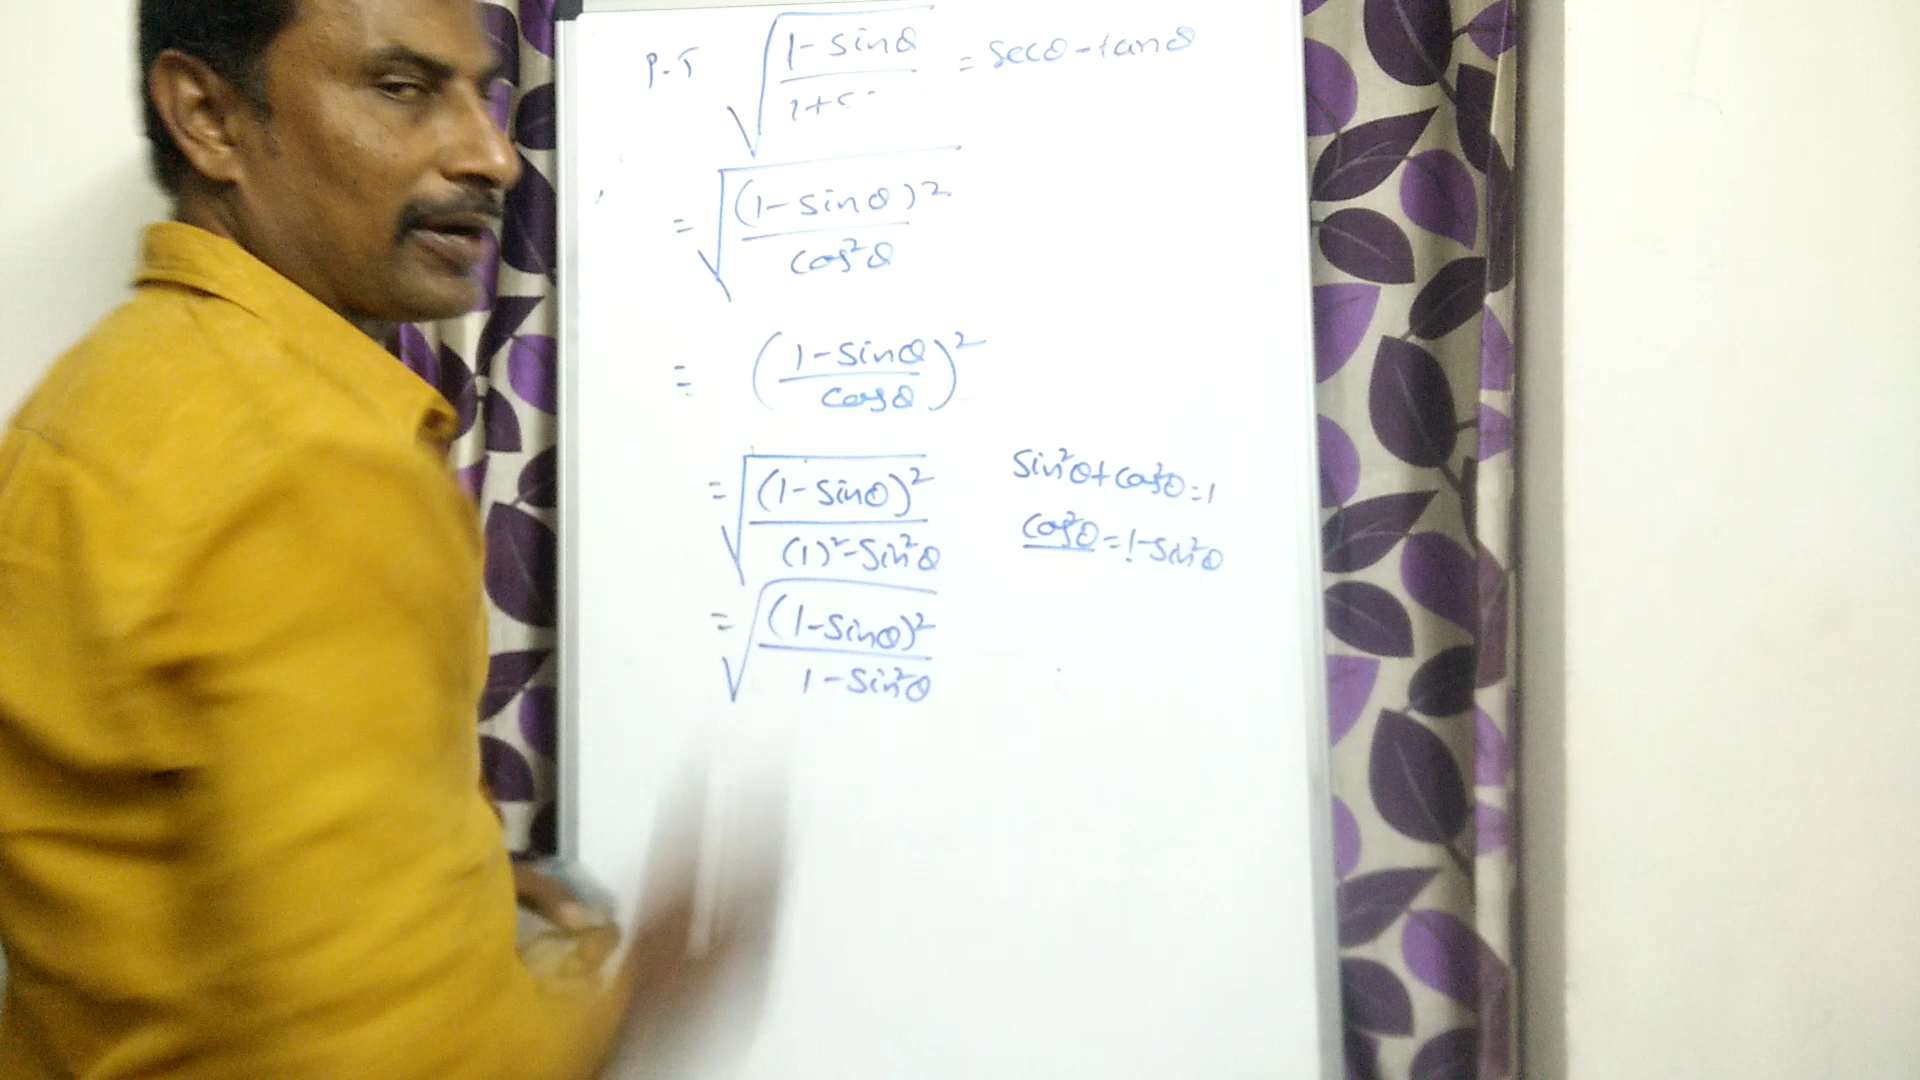 P.T √(1-sinθ / 1+s = secθ-tanθ
= √((1-sinθ)² / cos²θ
= (1-sinθ / cosθ)²
= √((1-sinθ)² / (1)²-sin²θ
sin²θ+cos²θ=1
cos²θ=1-sin²θ
= √((1-sinθ)² / 1-sin²θ